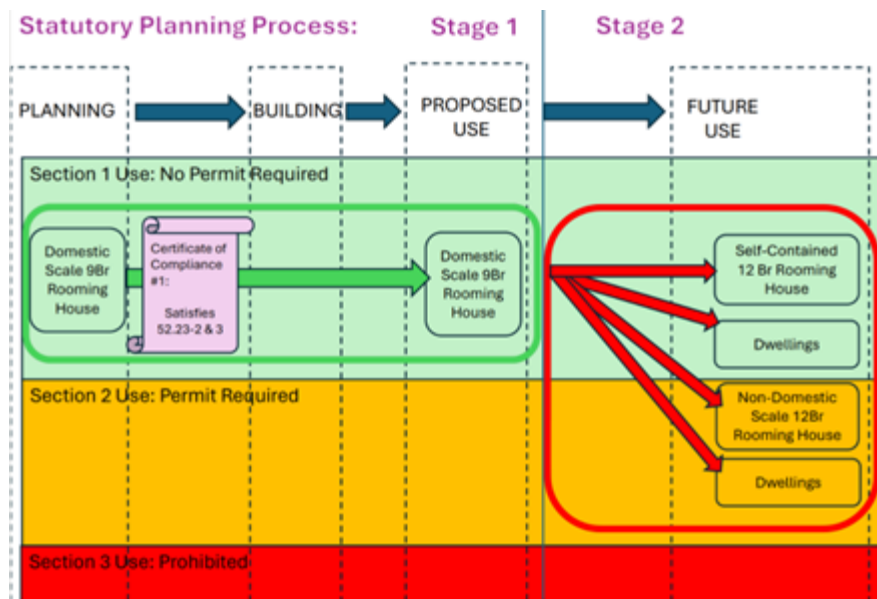 Statutory Planning Process: Stage 1 Stage 2
PLANNING
BUILDING
PROPOSED
USE
FUTURE
USE
Section 1 Use: No Permit Required
Domestic
Scale 9Br
Rooming
House
Certificate of
Compliance
#1:
Satisfies
52.23-2 & 3
Domestic
Scale 9Br
Rooming
House
Self-Contained
12 Br Rooming
House
Dwellings
Section 2 Use: Permit Required
Non-Domestic
Scale 12Br
Rooming House
Dwellings
Section 3 Use: Prohibited